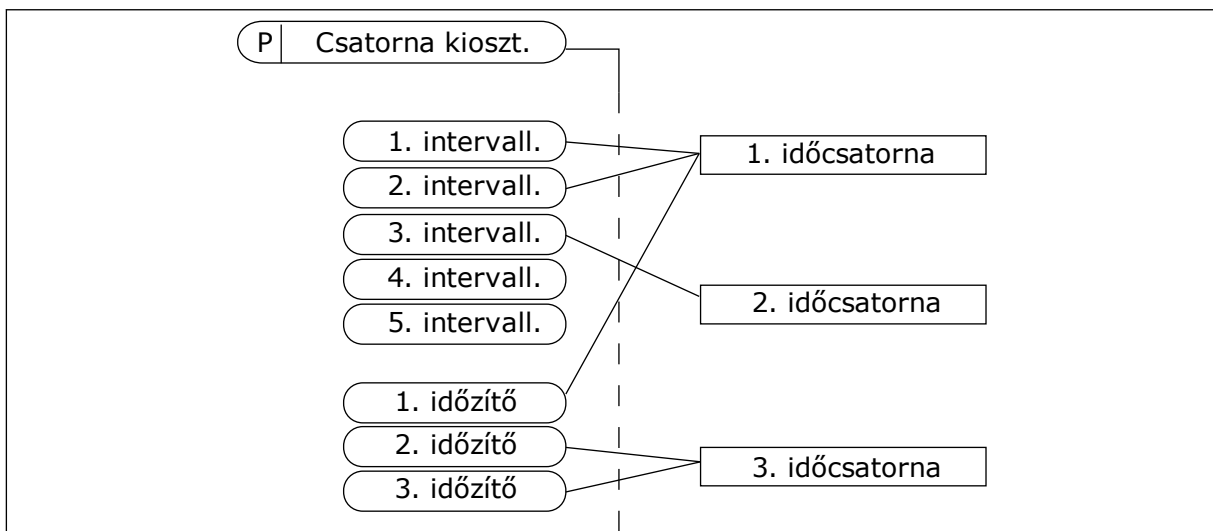 P Csatorna kioszt.
1. intervall.
2. intervall.
3. intervall.
4. intervall.
5. intervall.
1. időzítő
2. időzítő
3. időzítő
1. időcsatorna
2. időcsatorna
3. időcsatorna